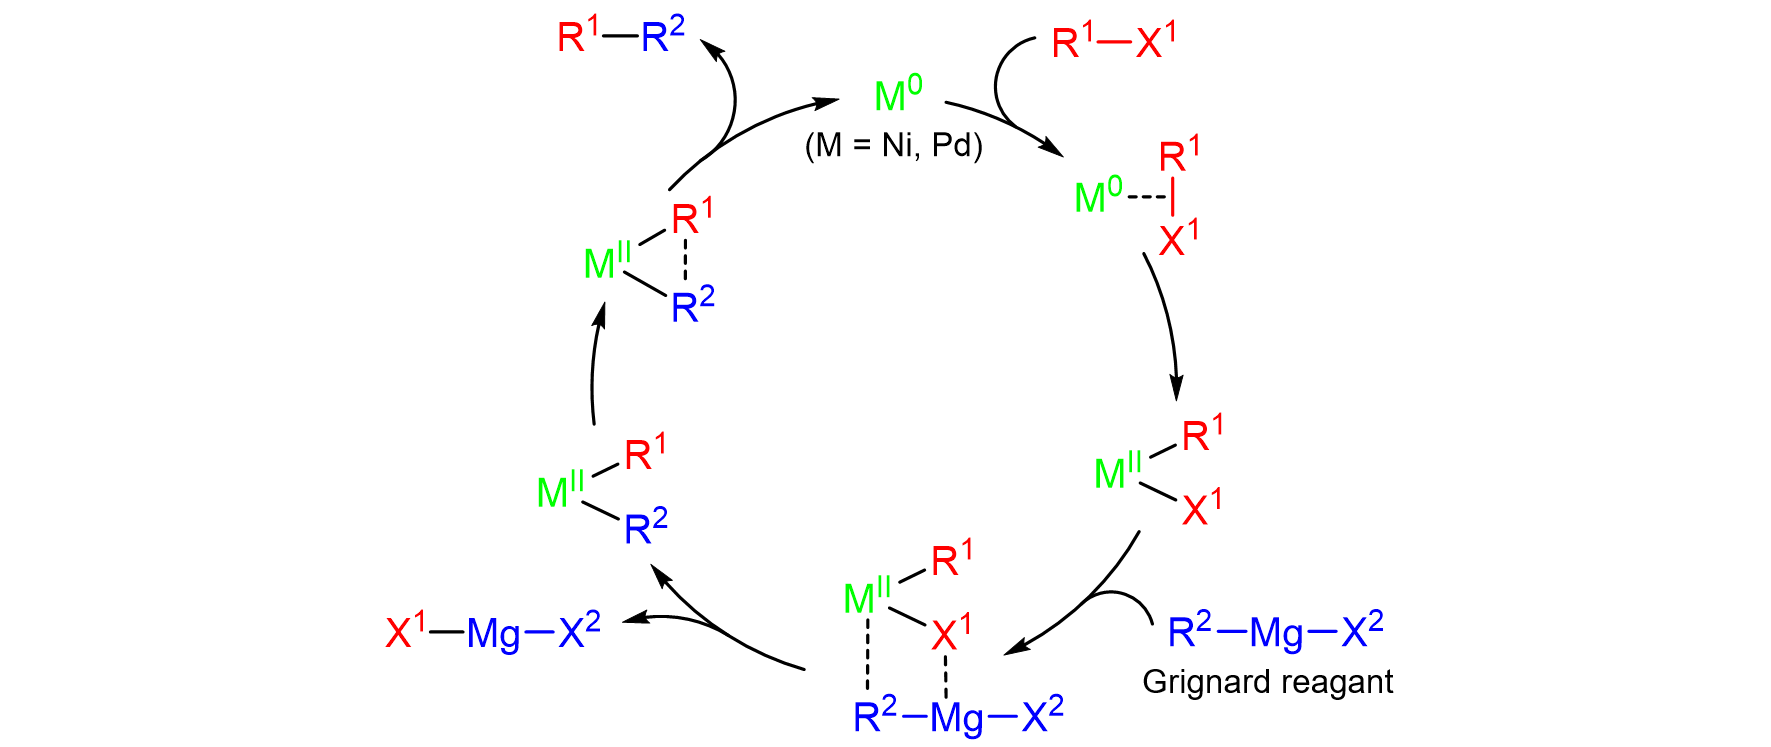 R¹—R²
R¹—X¹
M⁰
(M = Ni, Pd)
R¹
M⁰
X¹
R¹
Mᴵᴵ
R²
R¹
Mᴵᴵ
X¹
R¹
Mᴵᴵ
R²
R¹
Mᴵᴵ
X¹
X¹—Mg—X²
R²—Mg—X²
Grignard reagant
R²—Mg—X²